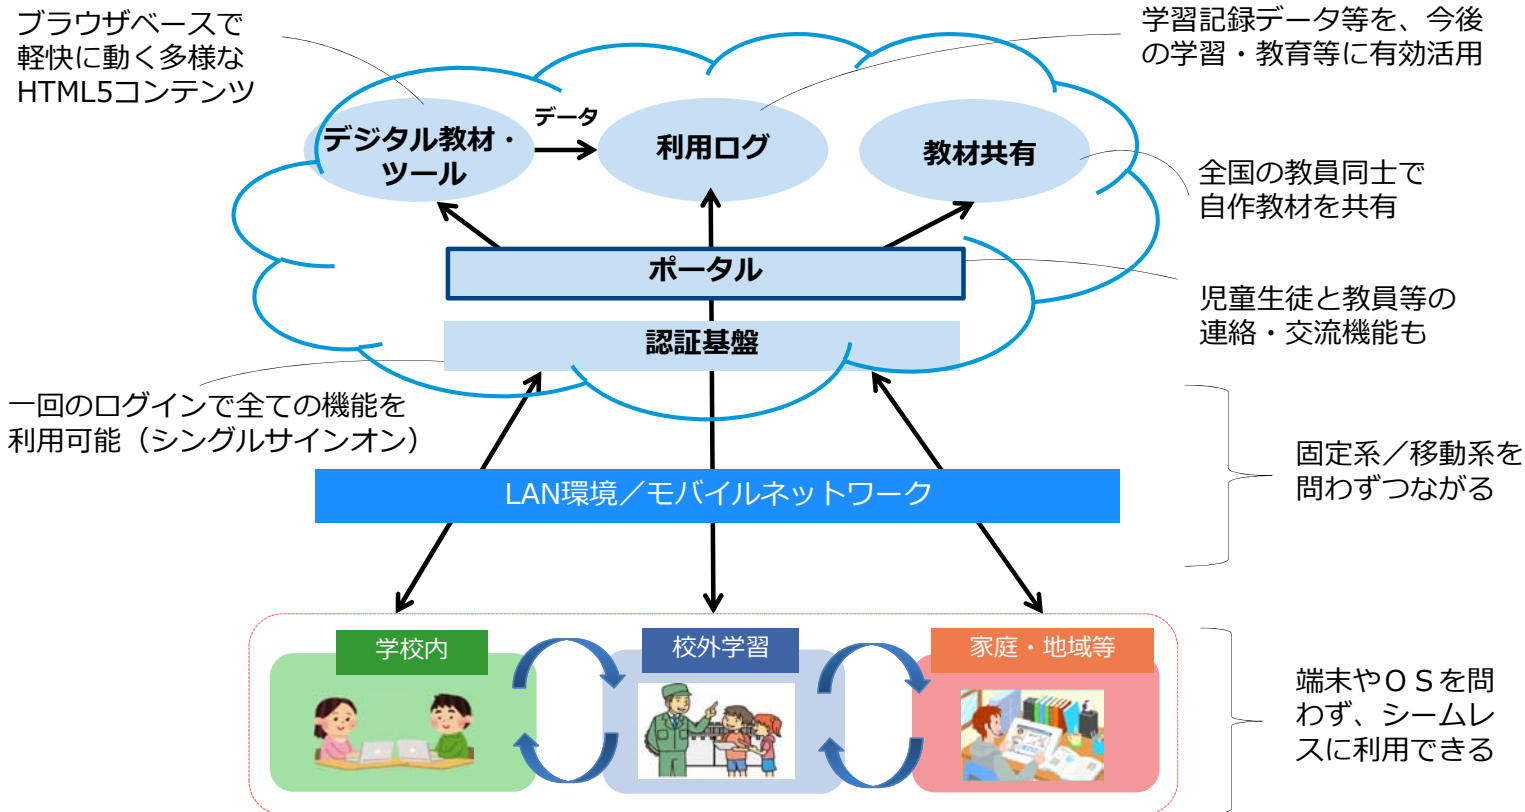 ブラウザベースで
軽快に動く多様な
HTML5コンテンツ
学習記録データ等を、今後
の学習・教育等に有効活用
デジタル教材・
ツール
データ
利用ログ
教材共有
全国の教員同士で
自作教材を共有
ポータル
児童生徒と教員等の
連絡・交流機能も
認証基盤
一回のログインで全ての機能を
利用可能（シングルサインオン）
LAN環境／モバイルネットワーク
固定系／移動系を
問わずつながる
学校内
校外学習
家庭・地域等
端末やＯＳを問
わず、シームレ
スに利用できる